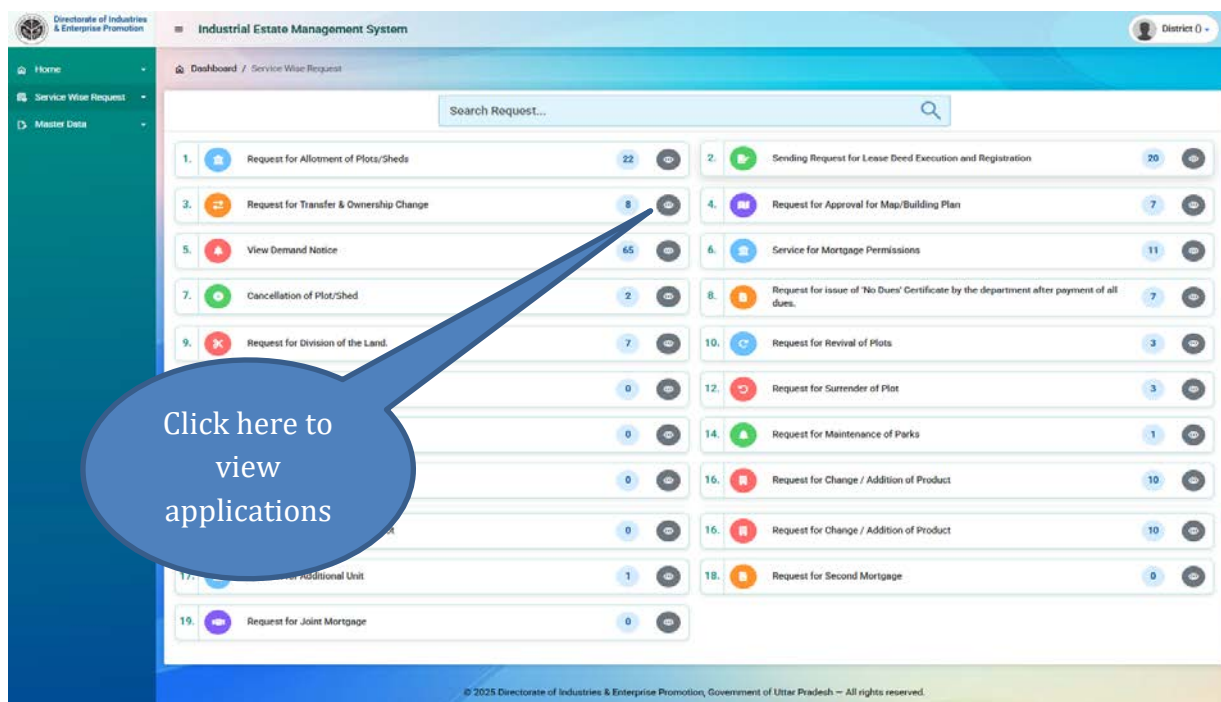 Directorate of Industries
& Enterprise Promotion
Industrial Estate Management System
District ()
Home
Service Wise Request
Master Data
Dashboard / Service Wise Request
Search Request...
1. Request for Allotment of Plots/Sheds 22
2. Sending Request for Lease Deed Execution and Registration 20
3. Request for Transfer & Ownership Change 8
4. Request for Approval for Map/Building Plan 7
5. View Demand Notice 65
6. Service for Mortgage Permissions 11
7. Cancellation of Plot/Shed 2
8. Request for issue of 'No Dues' Certificate by the department after payment of all
dues. 7
9. Request for Division of the Land. 7
10. Request for Revival of Plots 3
0
12. Request for Surrender of Plot 3
0
14. Request for Maintenance of Parks 1
0
16. Request for Change / Addition of Product 10
0
16. Request for Change / Addition of Product 10
17. Additional Unit 1
18. Request for Second Mortgage 0
19. Request for Joint Mortgage 0
Click here to
view
applications
© 2025 Directorate of Industries & Enterprise Promotion, Government of Uttar Pradesh — All rights reserved.